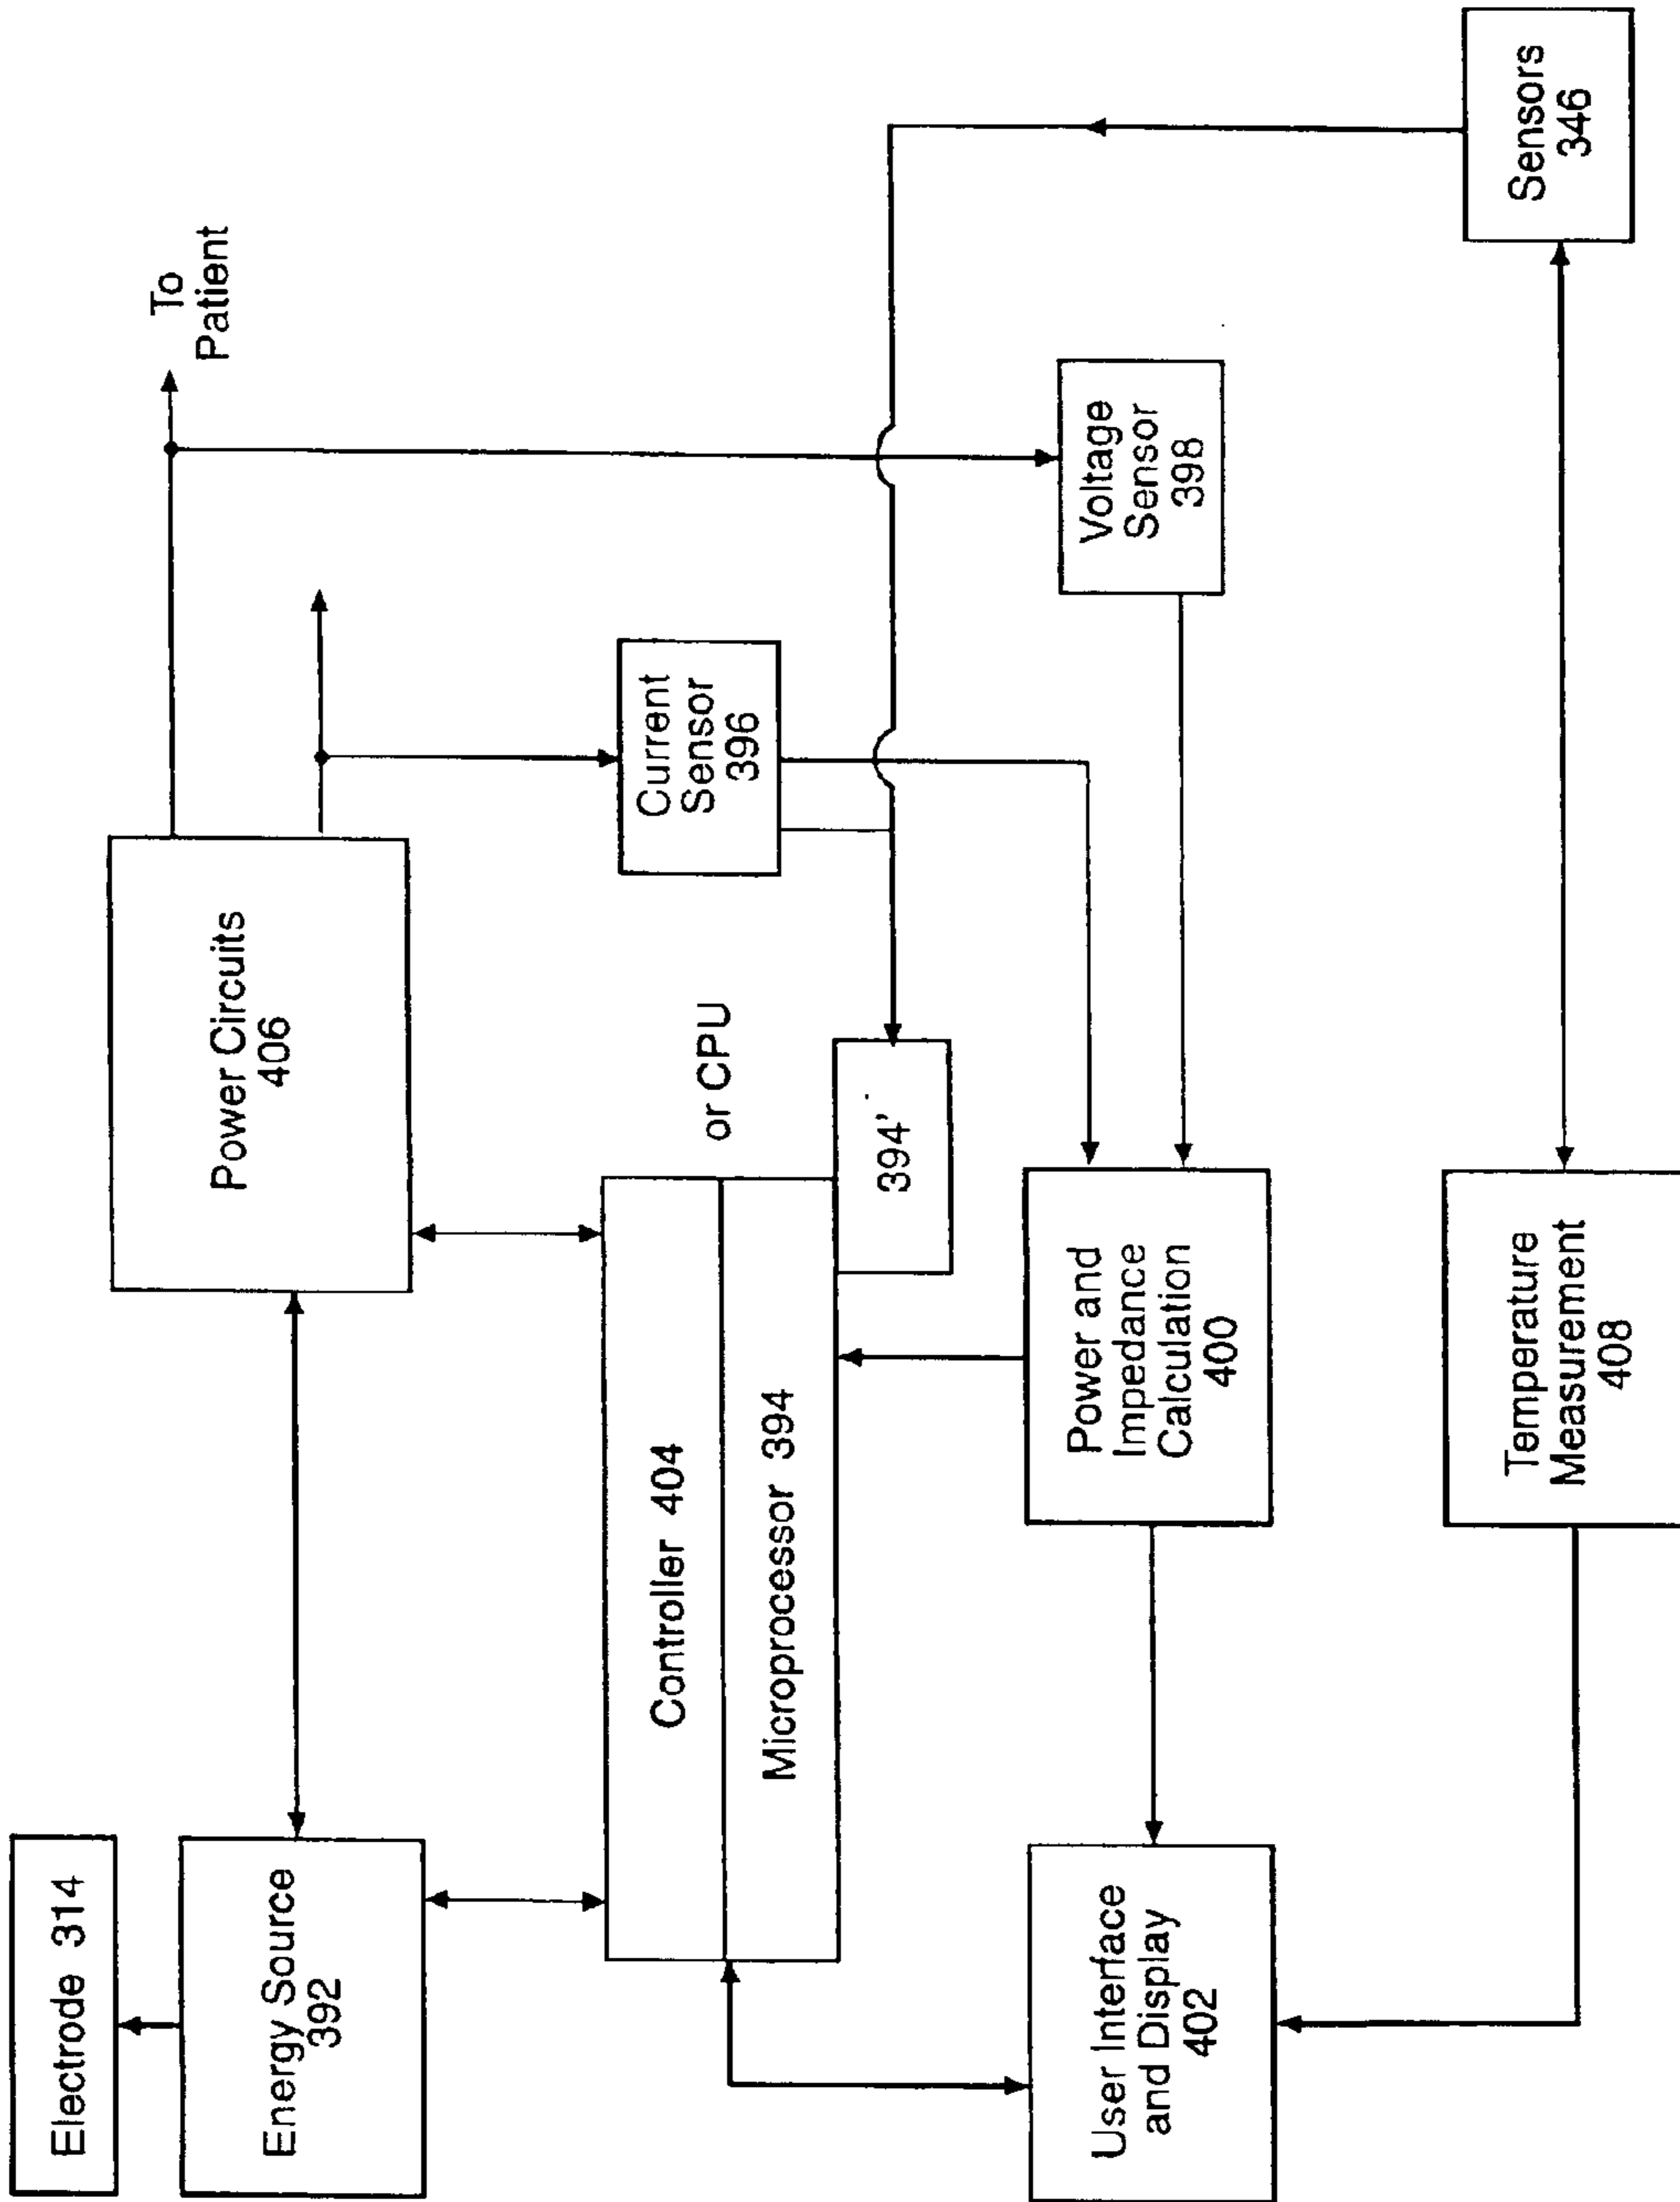 Electrode 314
Energy Source
392
Power Circuits
406
To
Patient
Controller 404
Microprocessor 394
or CPU
394'
Current
Sensor
396
Voltage
Sensor
398
User Interface
and Display
402
Power and
Impedance
Calculation
400
Temperature
Measurement
408
Sensors
346